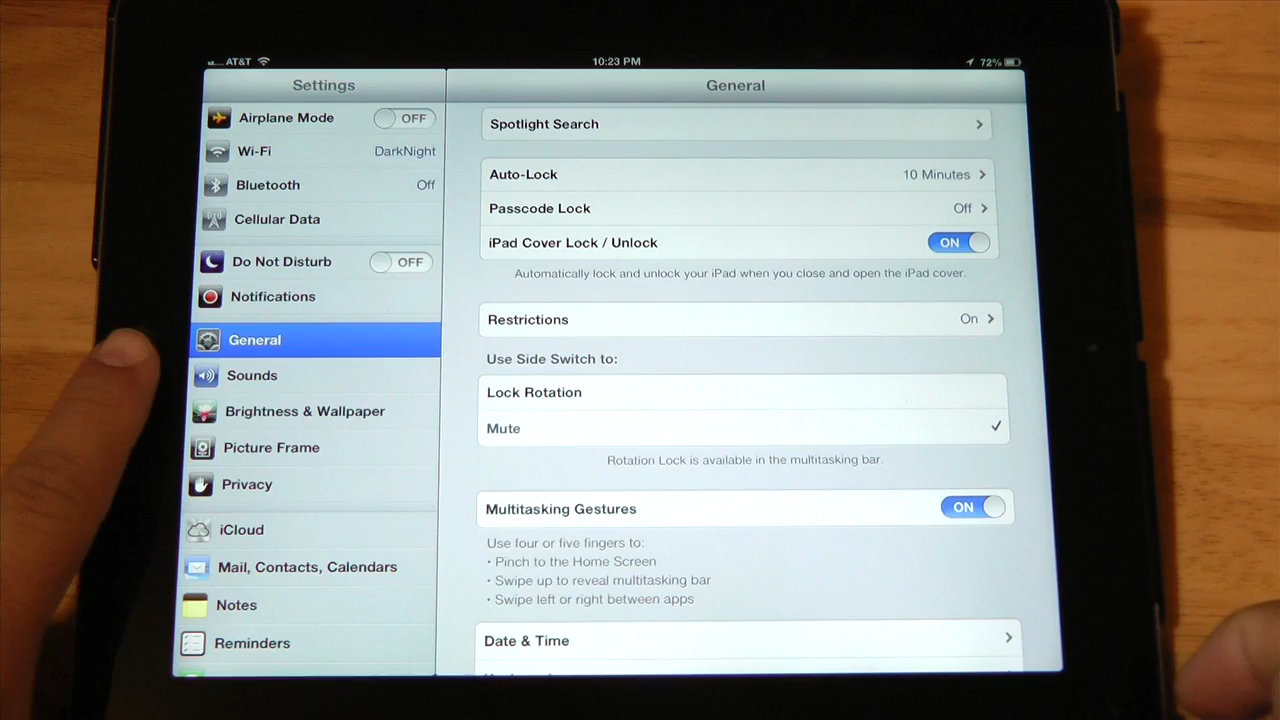 AT&T 10:23 PM 72%
Settings
General
Airplane Mode OFF
Wi-Fi DarkNight
Bluetooth Off
Cellular Data
Do Not Disturb OFF
Notifications
General
Sounds
Brightness & Wallpaper
Picture Frame
Privacy
iCloud
Mail, Contacts, Calendars
Notes
Reminders
Spotlight Search
Auto-Lock 10 Minutes
Passcode Lock Off
iPad Cover Lock / Unlock ON
Automatically lock and unlock your iPad when you close and open the iPad cover.
Restrictions On
Use Side Switch to:
Lock Rotation
Mute
Rotation Lock is available in the multitasking bar.
Multitasking Gestures ON
Use four or five fingers to:
• Pinch to the Home Screen
• Swipe up to reveal multitasking bar
• Swipe left or right between apps
Date & Time